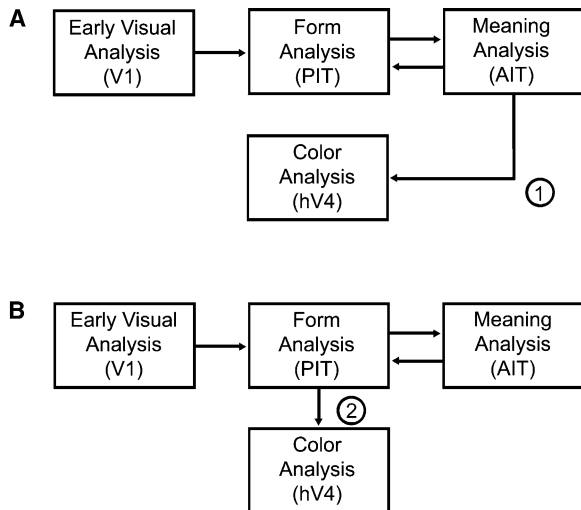 A
Early Visual
Analysis
(V1)
Form
Analysis
(PIT)
Meaning
Analysis
(AIT)
Color
Analysis
(hV4)
1
B
Early Visual
Analysis
(V1)
Form
Analysis
(PIT)
Meaning
Analysis
(AIT)
2
Color
Analysis
(hV4)